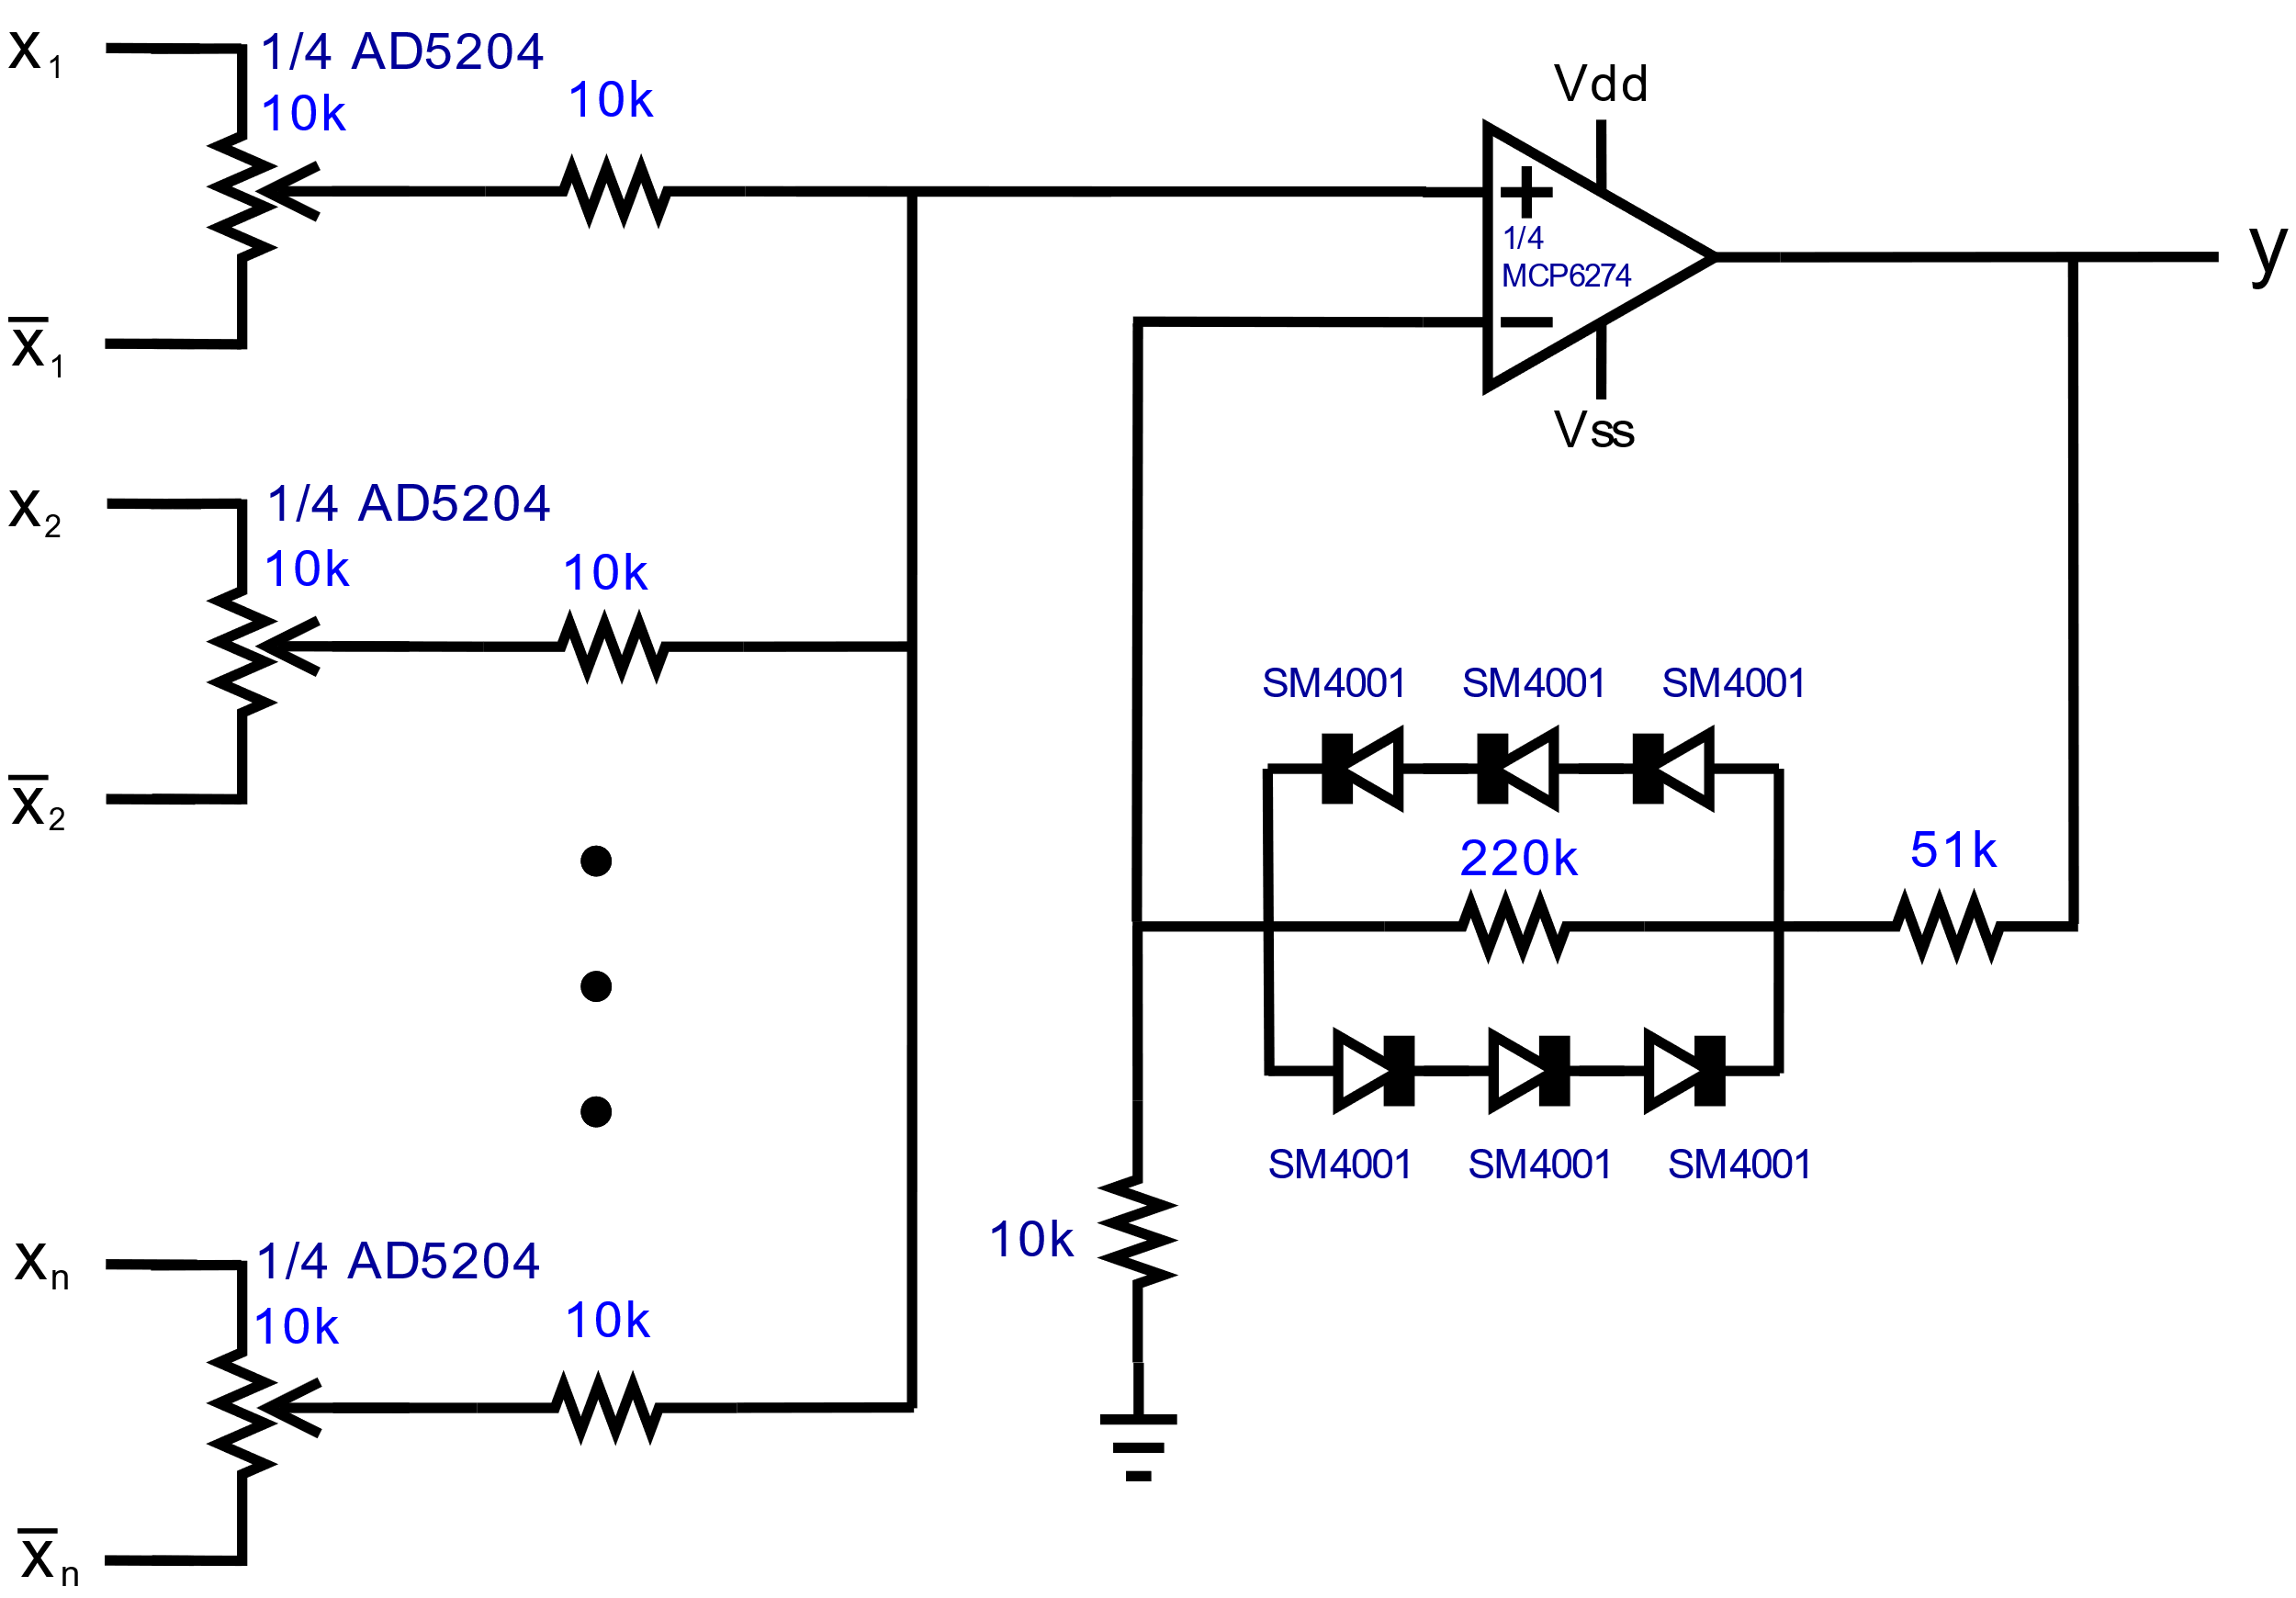 x1
1/4 AD5204
10k
10k
x̅1
Vdd
+
1/4
MCP6274
−
Vss
y
x2
1/4 AD5204
10k
10k
x̅2
SM4001 SM4001 SM4001
220k
51k
SM4001 SM4001 SM4001
10k
xn
1/4 AD5204
10k
10k
x̅n